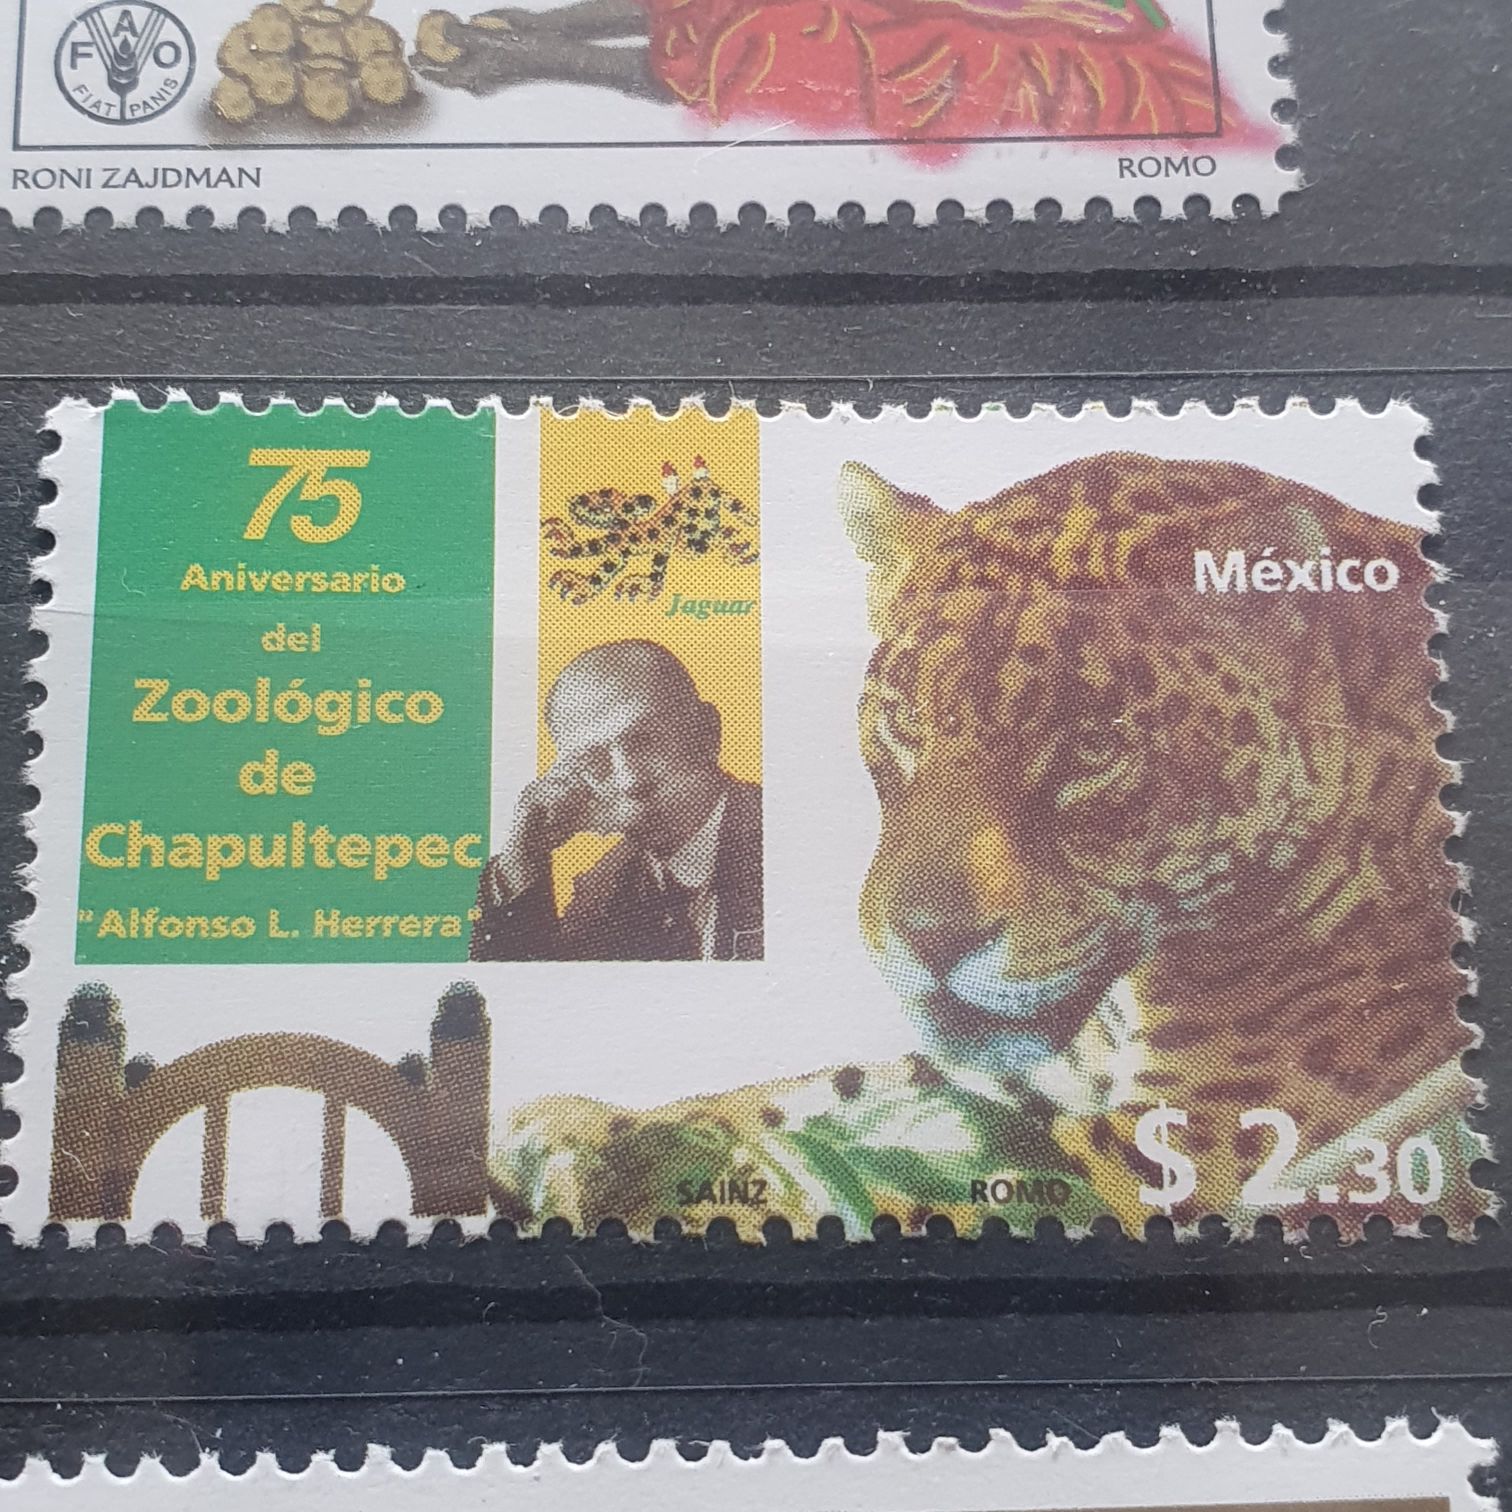 FAO
FIAT PANIS
RONI ZAJDMAN
ROMO
75
Aniversario
del
Zoológico
de
Chapultepec
"Alfonso L. Herrera"
Jaguar
México
$ 2.30
SAINZ
ROMO